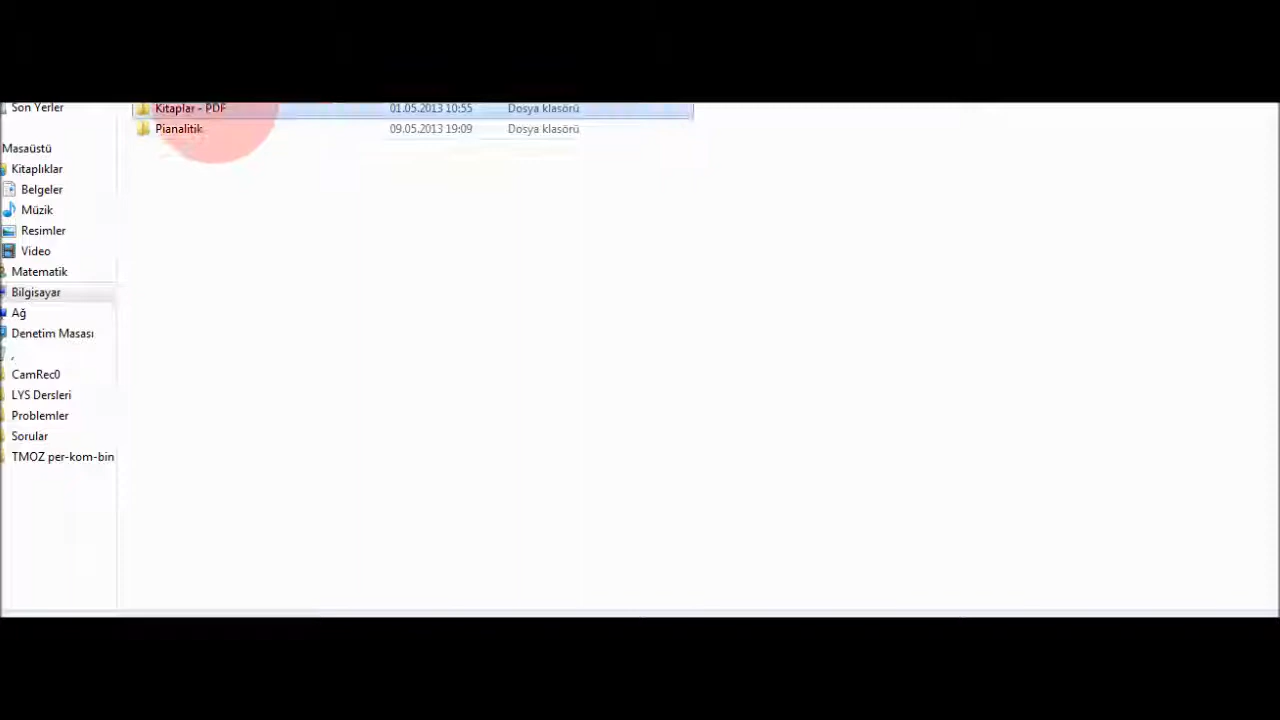 Son Yerler
Kitaplar - PDF 01.05.2013 10:55 Dosya klasörü
Pianalitik 09.05.2013 19:09 Dosya klasörü
Masaüstü
Kitaplıklar
Belgeler
Müzik
Resimler
Video
Matematik
Bilgisayar
Ağ
Denetim Masası
,
CamRec0
LYS Dersleri
Problemler
Sorular
TMOZ per-kom-bin